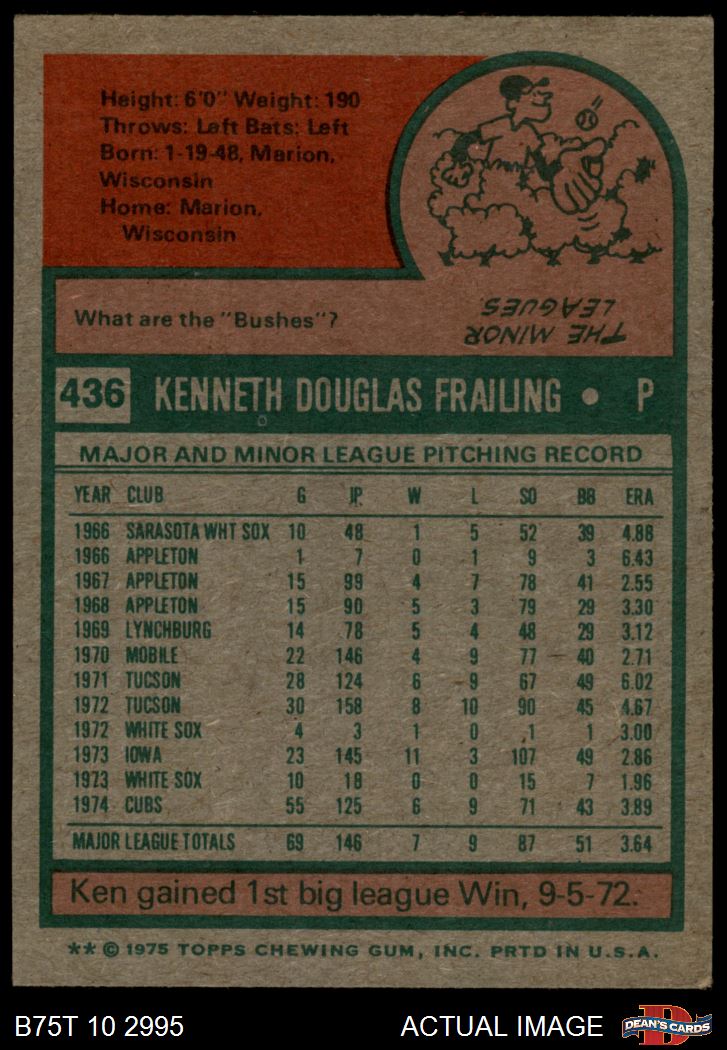 Height: 6'0" Weight: 190
Throws: Left Bats: Left
Born: 1-19-48, Marion,
Wisconsin
Home: Marion,
Wisconsin
What are the "Bushes"?
THE MINOR
LEAGUES.
436 KENNETH DOUGLAS FRAILING • P
MAJOR AND MINOR LEAGUE PITCHING RECORD
YEAR CLUB G IP W L SO BB ERA
1966 SARASOTA WHT SOX 10 48 1 5 52 39 4.88
1966 APPLETON 1 7 0 1 9 3 6.43
1967 APPLETON 15 99 4 7 78 41 2.55
1968 APPLETON 15 90 5 3 79 29 3.30
1969 LYNCHBURG 14 78 5 4 48 29 3.12
1970 MOBILE 22 146 4 9 77 40 2.71
1971 TUCSON 28 124 6 9 67 49 6.02
1972 TUCSON 30 158 8 10 90 45 4.67
1972 WHITE SOX 4 3 1 0 1 1 3.00
1973 IOWA 23 145 11 3 107 49 2.86
1973 WHITE SOX 10 18 0 0 15 7 1.96
1974 CUBS 55 125 6 9 71 43 3.89
MAJOR LEAGUE TOTALS 69 146 7 9 87 51 3.64
Ken gained 1st big league Win, 9-5-72.
** © 1975 TOPPS CHEWING GUM, INC. PRTD IN U.S.A.
B75T 10 2995 ACTUAL IMAGE
D
DEAN'S CARDS